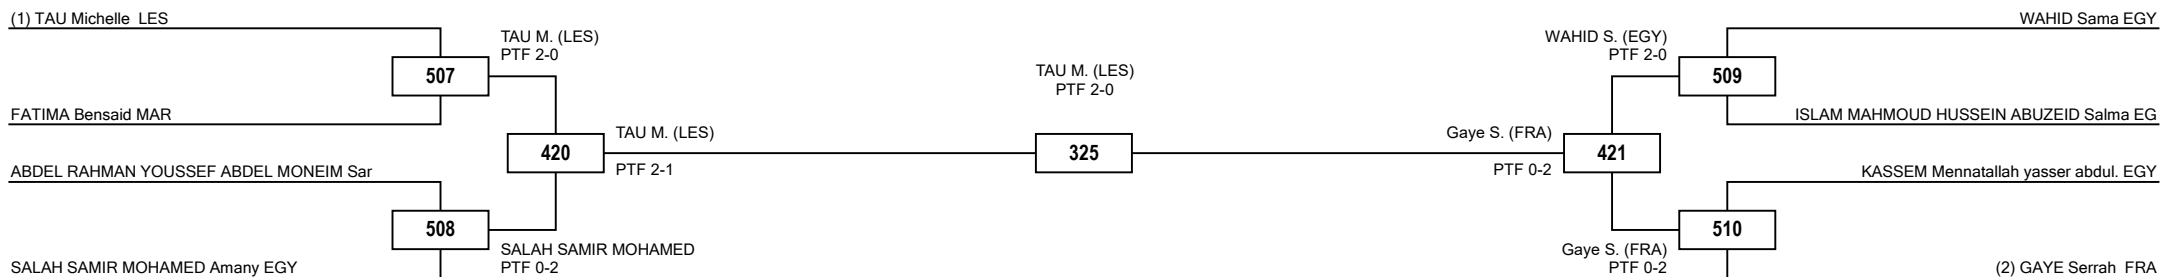 (1) TAU Michelle LES
TAU M. (LES)
PTF 2-0
507
FATIMA Bensaid MAR
TAU M. (LES)
420
PTF 2-1
ABDEL RAHMAN YOUSSEF ABDEL MONEIM Sar
508
SALAH SAMIR MOHAMED
PTF 0-2
SALAH SAMIR MOHAMED Amany EGY
TAU M. (LES)
PTF 2-0
325
WAHID Sama EGY
WAHID S. (EGY)
PTF 2-0
509
ISLAM MAHMOUD HUSSEIN ABUZEID Salma EG
Gaye S. (FRA)
421
PTF 0-2
KASSEM Mennatallah yasser abdul. EGY
510
Gaye S. (FRA)
PTF 0-2
(2) GAYE Serrah FRA